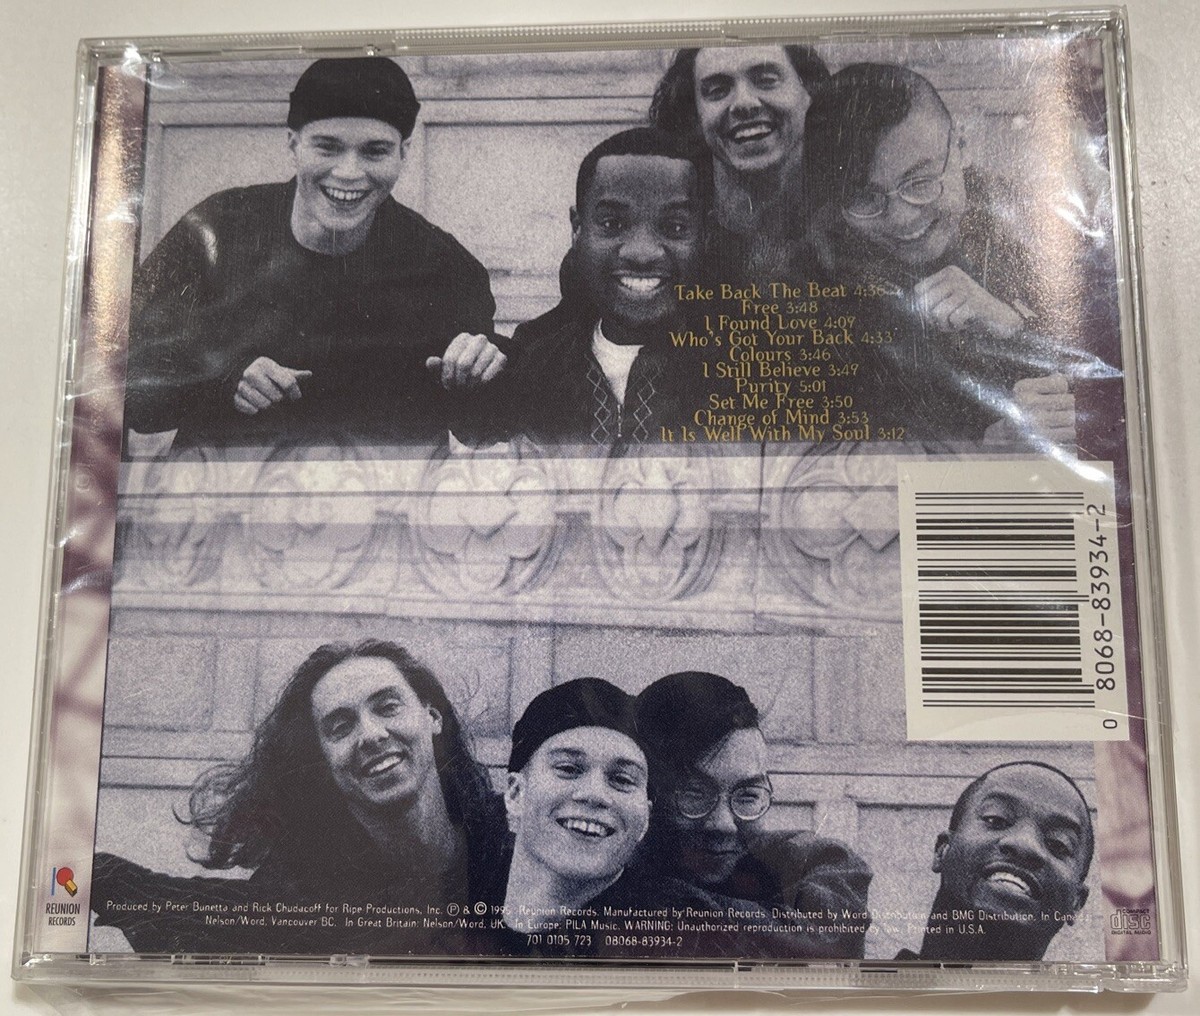 Take Back The Beat 4:36
Free 3:48
I Found Love 4:09
Who's Got Your Back 4:33
Colours 3:46
I Still Believe 3:49
Purity 5:01
Set Me Free 3:50
Change of Mind 3:53
It Is Well With My Soul 3:12
0 8068-83934-2
REUNION
RECORDS
Produced by Peter Bunetta and Rick Chudacoff for Ripe Productions, Inc. Ⓟ & © 1995 Reunion Records. Manufactured by Reunion Records. Distributed by Word Distribution and BMG Distribution. In Canada:
Nelson/Word, Vancouver BC. In Great Britain: Nelson/Word, UK. In Europe: PILA Music. WARNING: Unauthorized reproduction is prohibited by law. Printed in U.S.A.
701 0105 723 08068-83934-2
COMPACT
disc
DIGITAL AUDIO